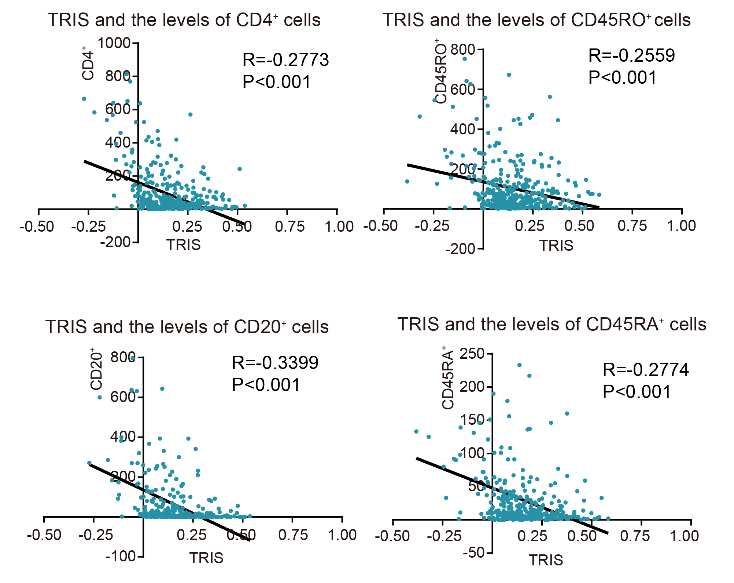 TRIS and the levels of CD4⁺ cells
CD4⁺
1000
800
600
400
200
-200
R=-0.2773
P<0.001
-0.50 -0.25 0.25 0.50 0.75 1.00
TRIS
TRIS and the levels of CD45RO⁺ cells
CD45RO⁺
800
600
400
200
-200
R=-0.2559
P<0.001
-0.50 -0.25 0.25 0.50 0.75 1.00
TRIS
TRIS and the levels of CD20⁺ cells
CD20⁺
800
600
400
200
-100
R=-0.3399
P<0.001
-0.50 -0.25 0.25 0.50 0.75 1.00
TRIS
TRIS and the levels of CD45RA⁺ cells
CD45RA⁺
250
200
150
100
50
-50
R=-0.2774
P<0.001
-0.50 -0.25 0.25 0.50 0.75 1.00
TRIS